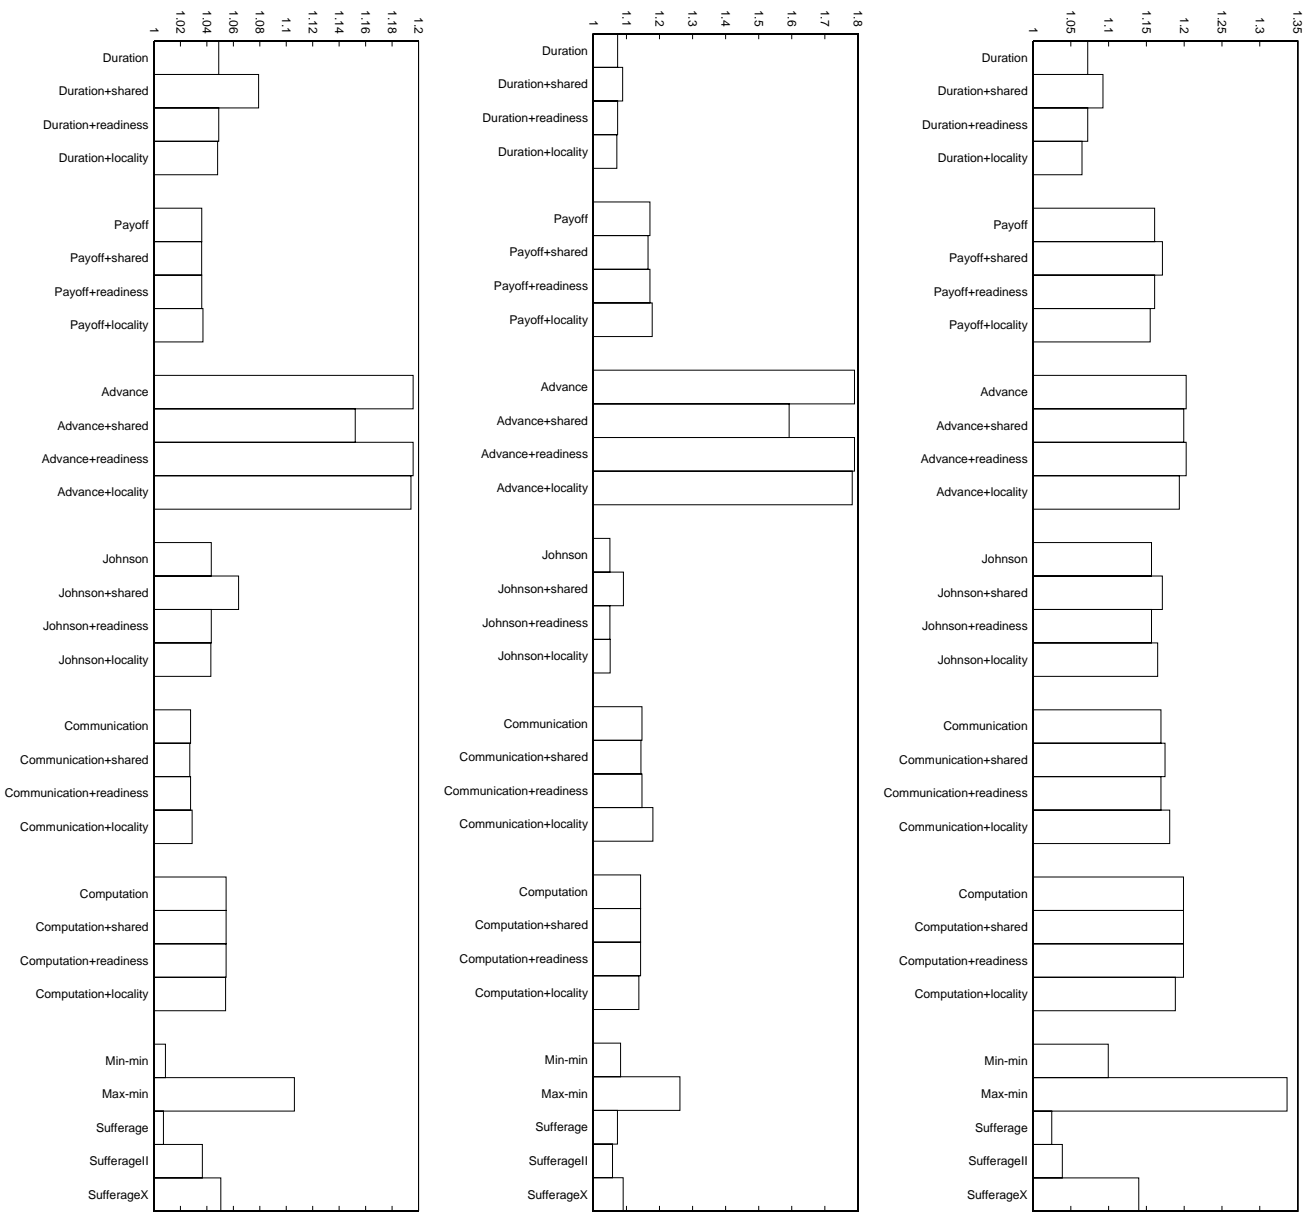 1 1.02 1.04 1.06 1.08 1.1 1.12 1.14 1.16 1.18 1.2
Duration
Duration+shared
Duration+readiness
Duration+locality
Payoff
Payoff+shared
Payoff+readiness
Payoff+locality
Advance
Advance+shared
Advance+readiness
Advance+locality
Johnson
Johnson+shared
Johnson+readiness
Johnson+locality
Communication
Communication+shared
Communication+readiness
Communication+locality
Computation
Computation+shared
Computation+readiness
Computation+locality
Min-min
Max-min
Sufferage
SufferageII
SufferageX
1 1.1 1.2 1.3 1.4 1.5 1.6 1.7 1.8
Duration
Duration+shared
Duration+readiness
Duration+locality
Payoff
Payoff+shared
Payoff+readiness
Payoff+locality
Advance
Advance+shared
Advance+readiness
Advance+locality
Johnson
Johnson+shared
Johnson+readiness
Johnson+locality
Communication
Communication+shared
Communication+readiness
Communication+locality
Computation
Computation+shared
Computation+readiness
Computation+locality
Min-min
Max-min
Sufferage
SufferageII
SufferageX
1 1.05 1.1 1.15 1.2 1.25 1.3 1.35
Duration
Duration+shared
Duration+readiness
Duration+locality
Payoff
Payoff+shared
Payoff+readiness
Payoff+locality
Advance
Advance+shared
Advance+readiness
Advance+locality
Johnson
Johnson+shared
Johnson+readiness
Johnson+locality
Communication
Communication+shared
Communication+readiness
Communication+locality
Computation
Computation+shared
Computation+readiness
Computation+locality
Min-min
Max-min
Sufferage
SufferageII
SufferageX